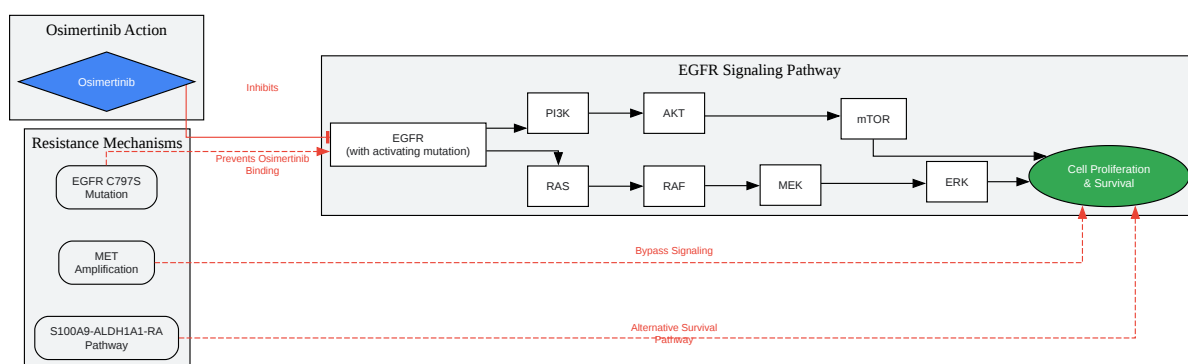 Osimertinib Action
Osimertinib
Inhibits
EGFR Signaling Pathway
PI3K
AKT
mTOR
EGFR
(with activating mutation)
RAS
RAF
MEK
ERK
Cell Proliferation
& Survival
Resistance Mechanisms
Prevents Osimertinib
Binding
EGFR C797S
Mutation
MET
Amplification
Bypass Signaling
S100A9-ALDH1A1-RA
Pathway
Alternative Survival
Pathway